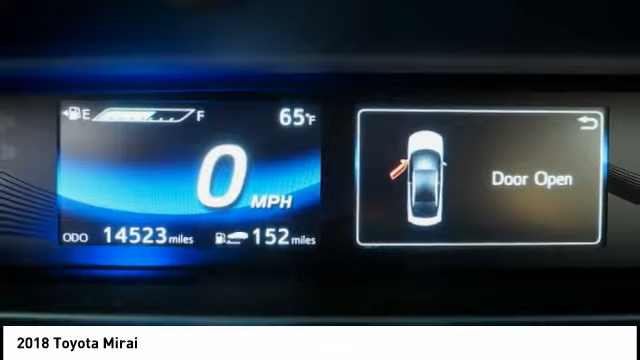 E F 65°F
0 MPH
ODO 14523 miles 152 miles
Door Open
2018 Toyota Mirai